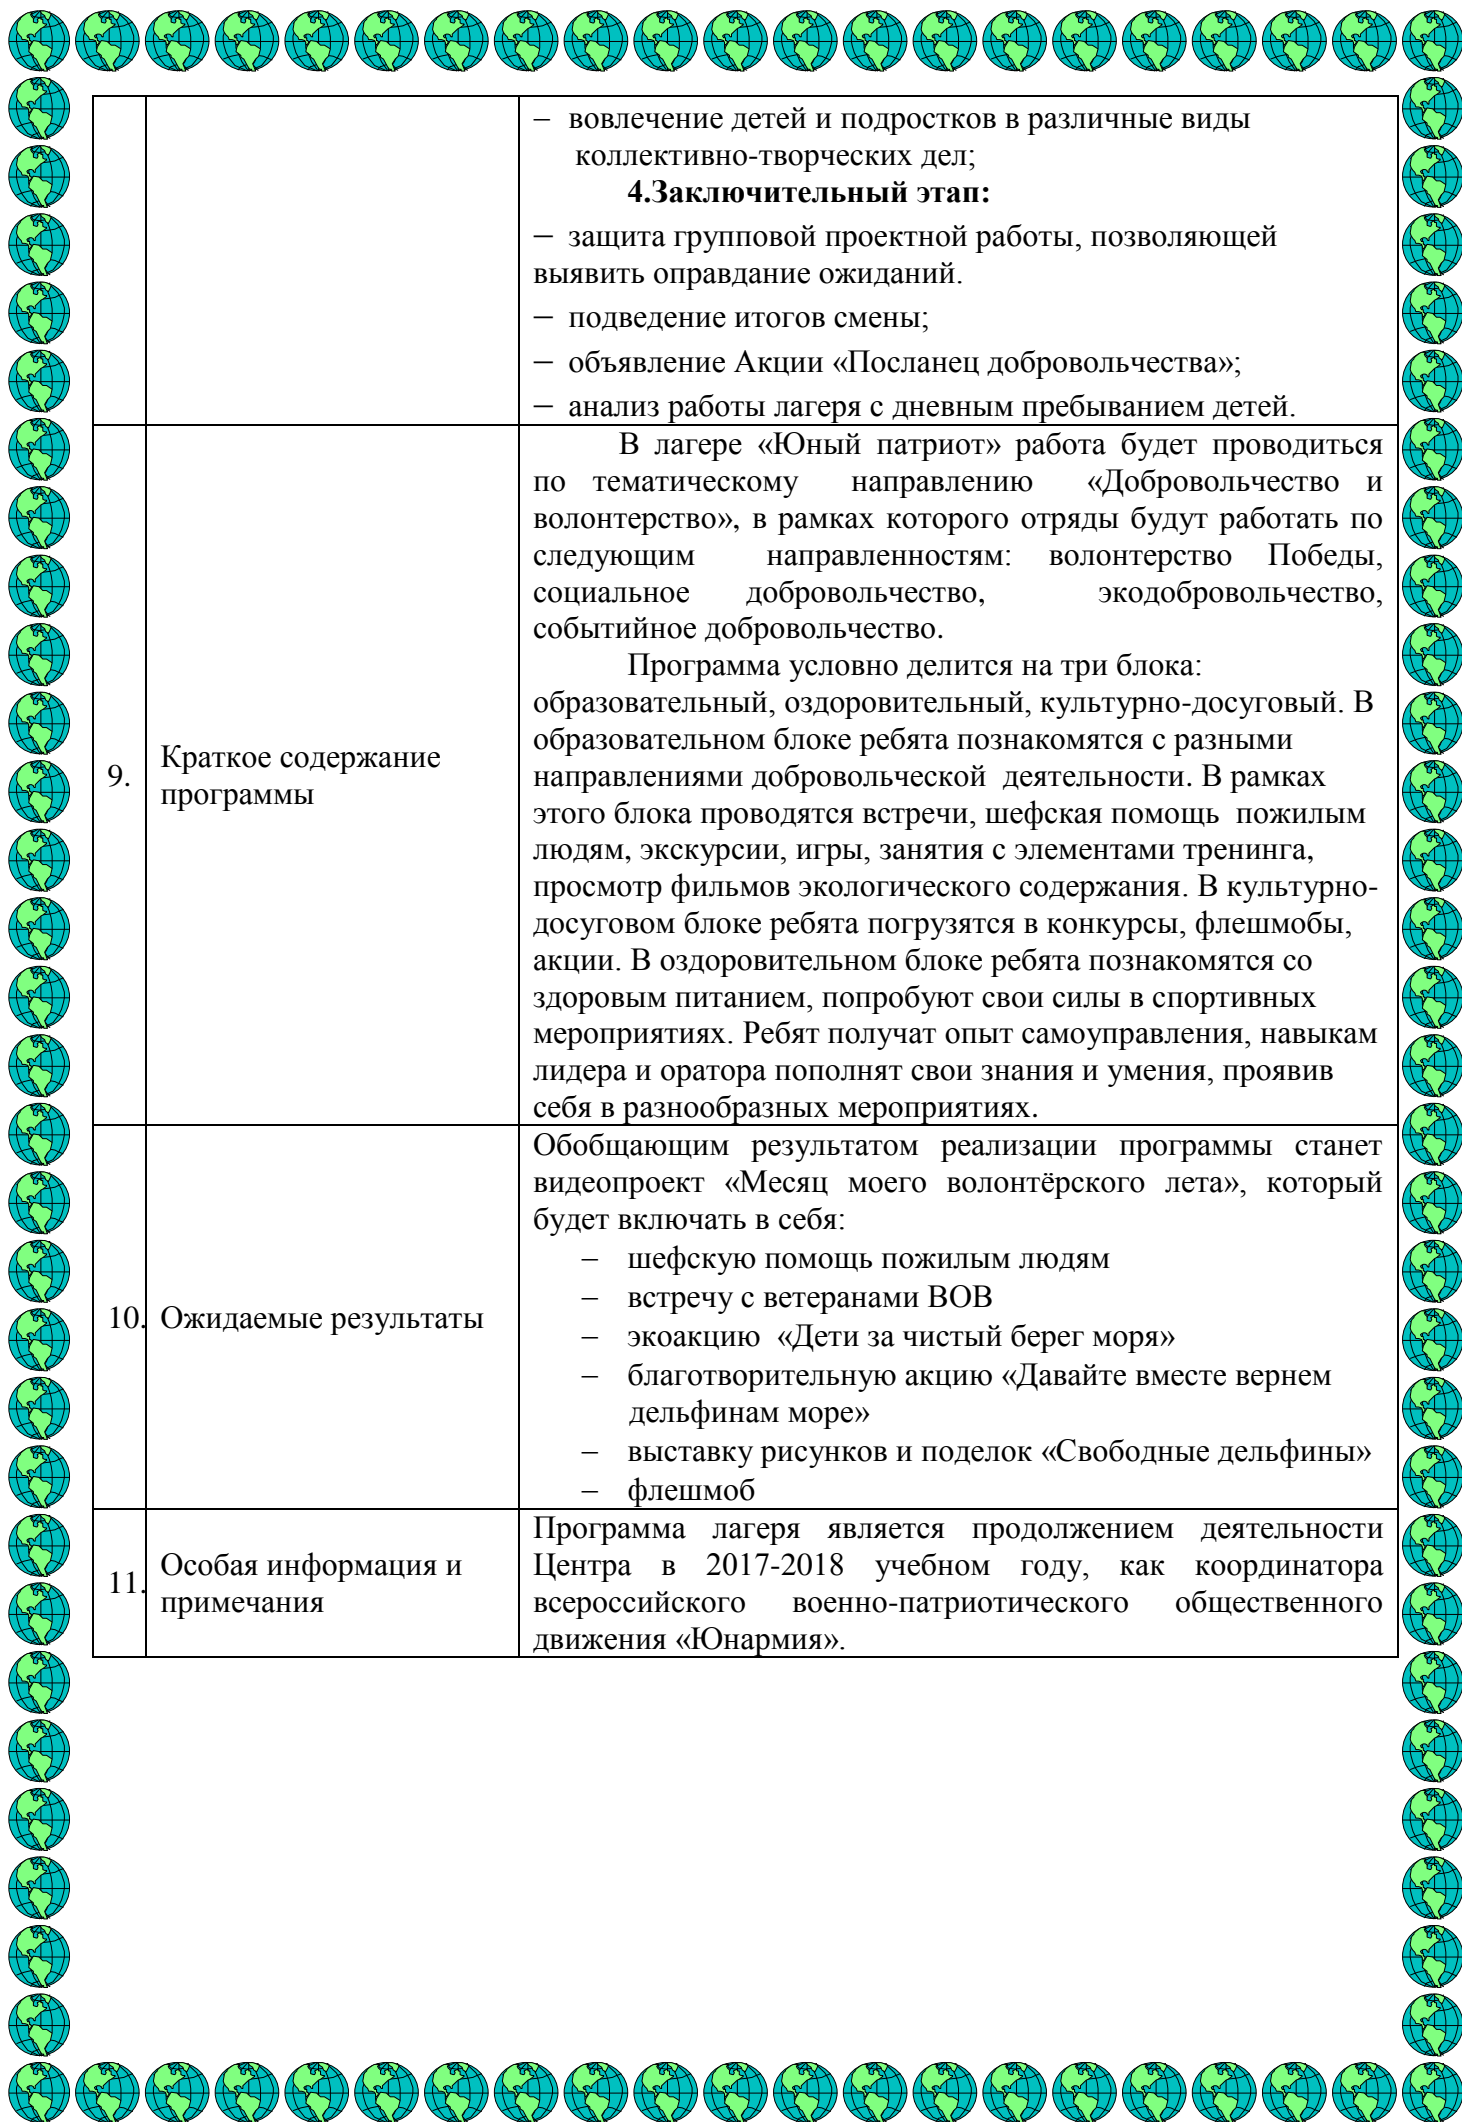 – вовлечение детей и подростков в различные виды
коллективно-творческих дел;
4.Заключительный этап:
– защита групповой проектной работы, позволяющей
выявить оправдание ожиданий.
– подведение итогов смены;
– объявление Акции «Посланец добровольчества»;
– анализ работы лагеря с дневным пребыванием детей.
9.
Краткое содержание
программы
В лагере «Юный патриот» работа будет проводиться
по тематическому направлению «Добровольчество и
волонтерство», в рамках которого отряды будут работать по
следующим направленностям: волонтерство Победы,
социальное добровольчество, экодобровольчество,
событийное добровольчество.
Программа условно делится на три блока:
образовательный, оздоровительный, культурно-досуговый. В
образовательном блоке ребята познакомятся с разными
направлениями добровольческой деятельности. В рамках
этого блока проводятся встречи, шефская помощь пожилым
людям, экскурсии, игры, занятия с элементами тренинга,
просмотр фильмов экологического содержания. В культурно-
досуговом блоке ребята погрузятся в конкурсы, флешмобы,
акции. В оздоровительном блоке ребята познакомятся со
здоровым питанием, попробуют свои силы в спортивных
мероприятиях. Ребят получат опыт самоуправления, навыкам
лидера и оратора пополнят свои знания и умения, проявив
себя в разнообразных мероприятиях.
10.
Ожидаемые результаты
Обобщающим результатом реализации программы станет
видеопроект «Месяц моего волонтёрского лета», который
будет включать в себя:
– шефскую помощь пожилым людям
– встречу с ветеранами ВОВ
– экоакцию «Дети за чистый берег моря»
– благотворительную акцию «Давайте вместе вернем
дельфинам море»
– выставку рисунков и поделок «Свободные дельфины»
– флешмоб
11.
Особая информация и
примечания
Программа лагеря является продолжением деятельности
Центра в 2017-2018 учебном году, как координатора
всероссийского военно-патриотического общественного
движения «Юнармия».